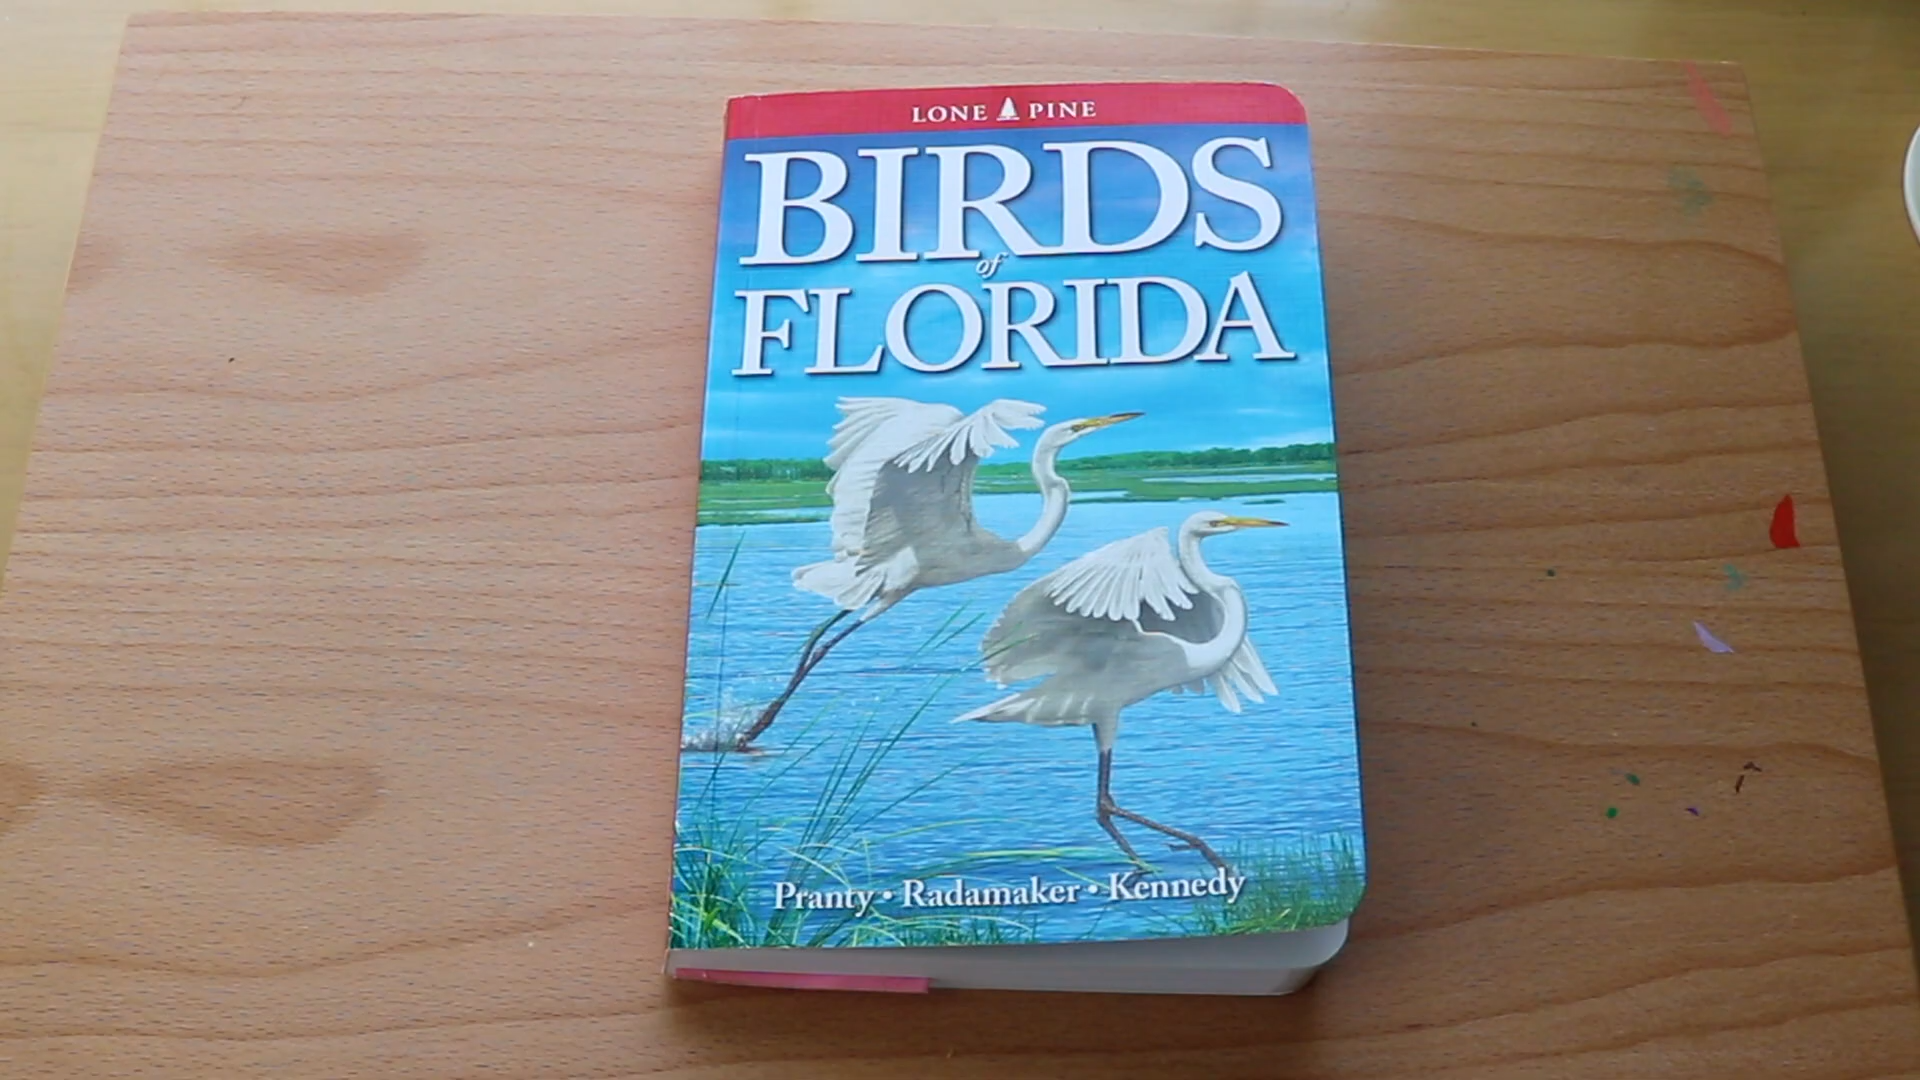 LONE PINE
BIRDS
of
FLORIDA
Pranty • Radamaker • Kennedy